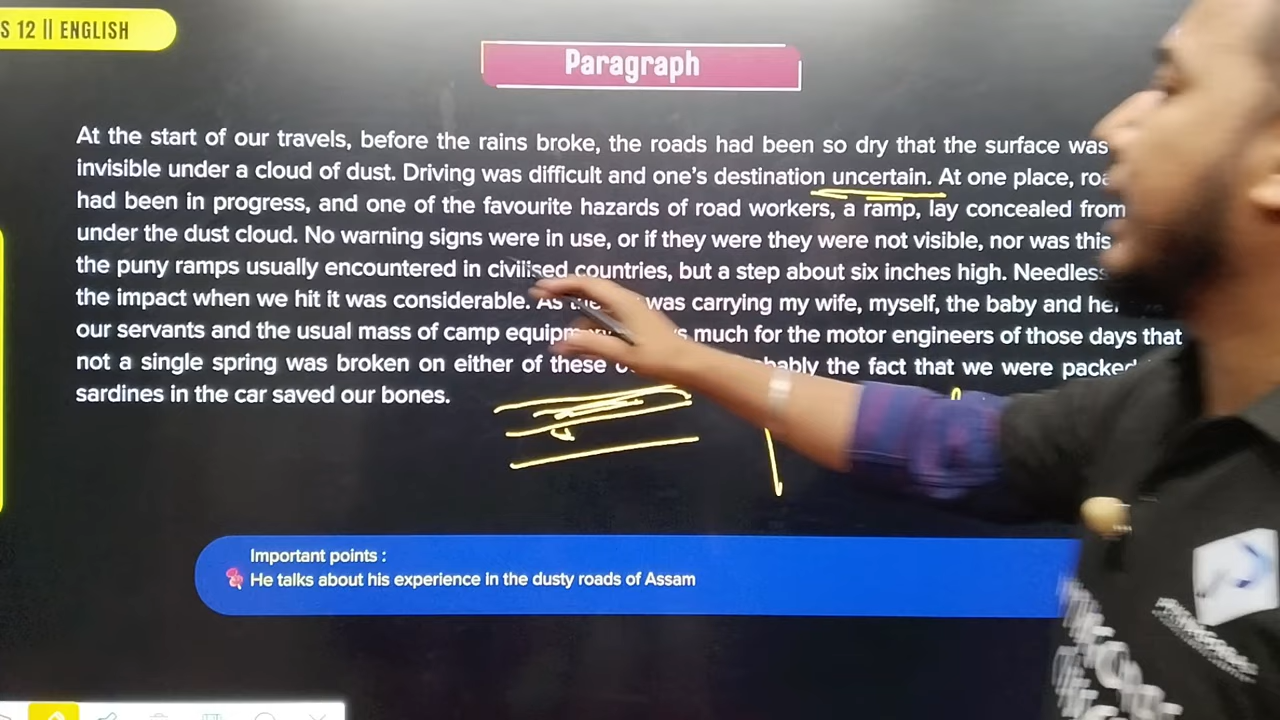 S 12 || ENGLISH
Paragraph
At the start of our travels, before the rains broke, the roads had been so dry that the surface was
invisible under a cloud of dust. Driving was difficult and one's destination uncertain. At one place,
had been in progress, and one of the favourite hazards of road workers, a ramp, lay concealed from
under the dust cloud. No warning signs were in use, or if they were they were not visible, nor was this
the puny ramps usually encountered in civilised countries, but a step about six inches high. Needless
the impact when we hit it was considerable. As was carrying my wife, myself, the baby and
our servants and the usual mass of camp much for the motor engineers of those days that
not a single spring was broken on either of these the fact that we were packed
sardines in the car saved our bones.
Important points :
He talks about his experience in the dusty roads of Assam